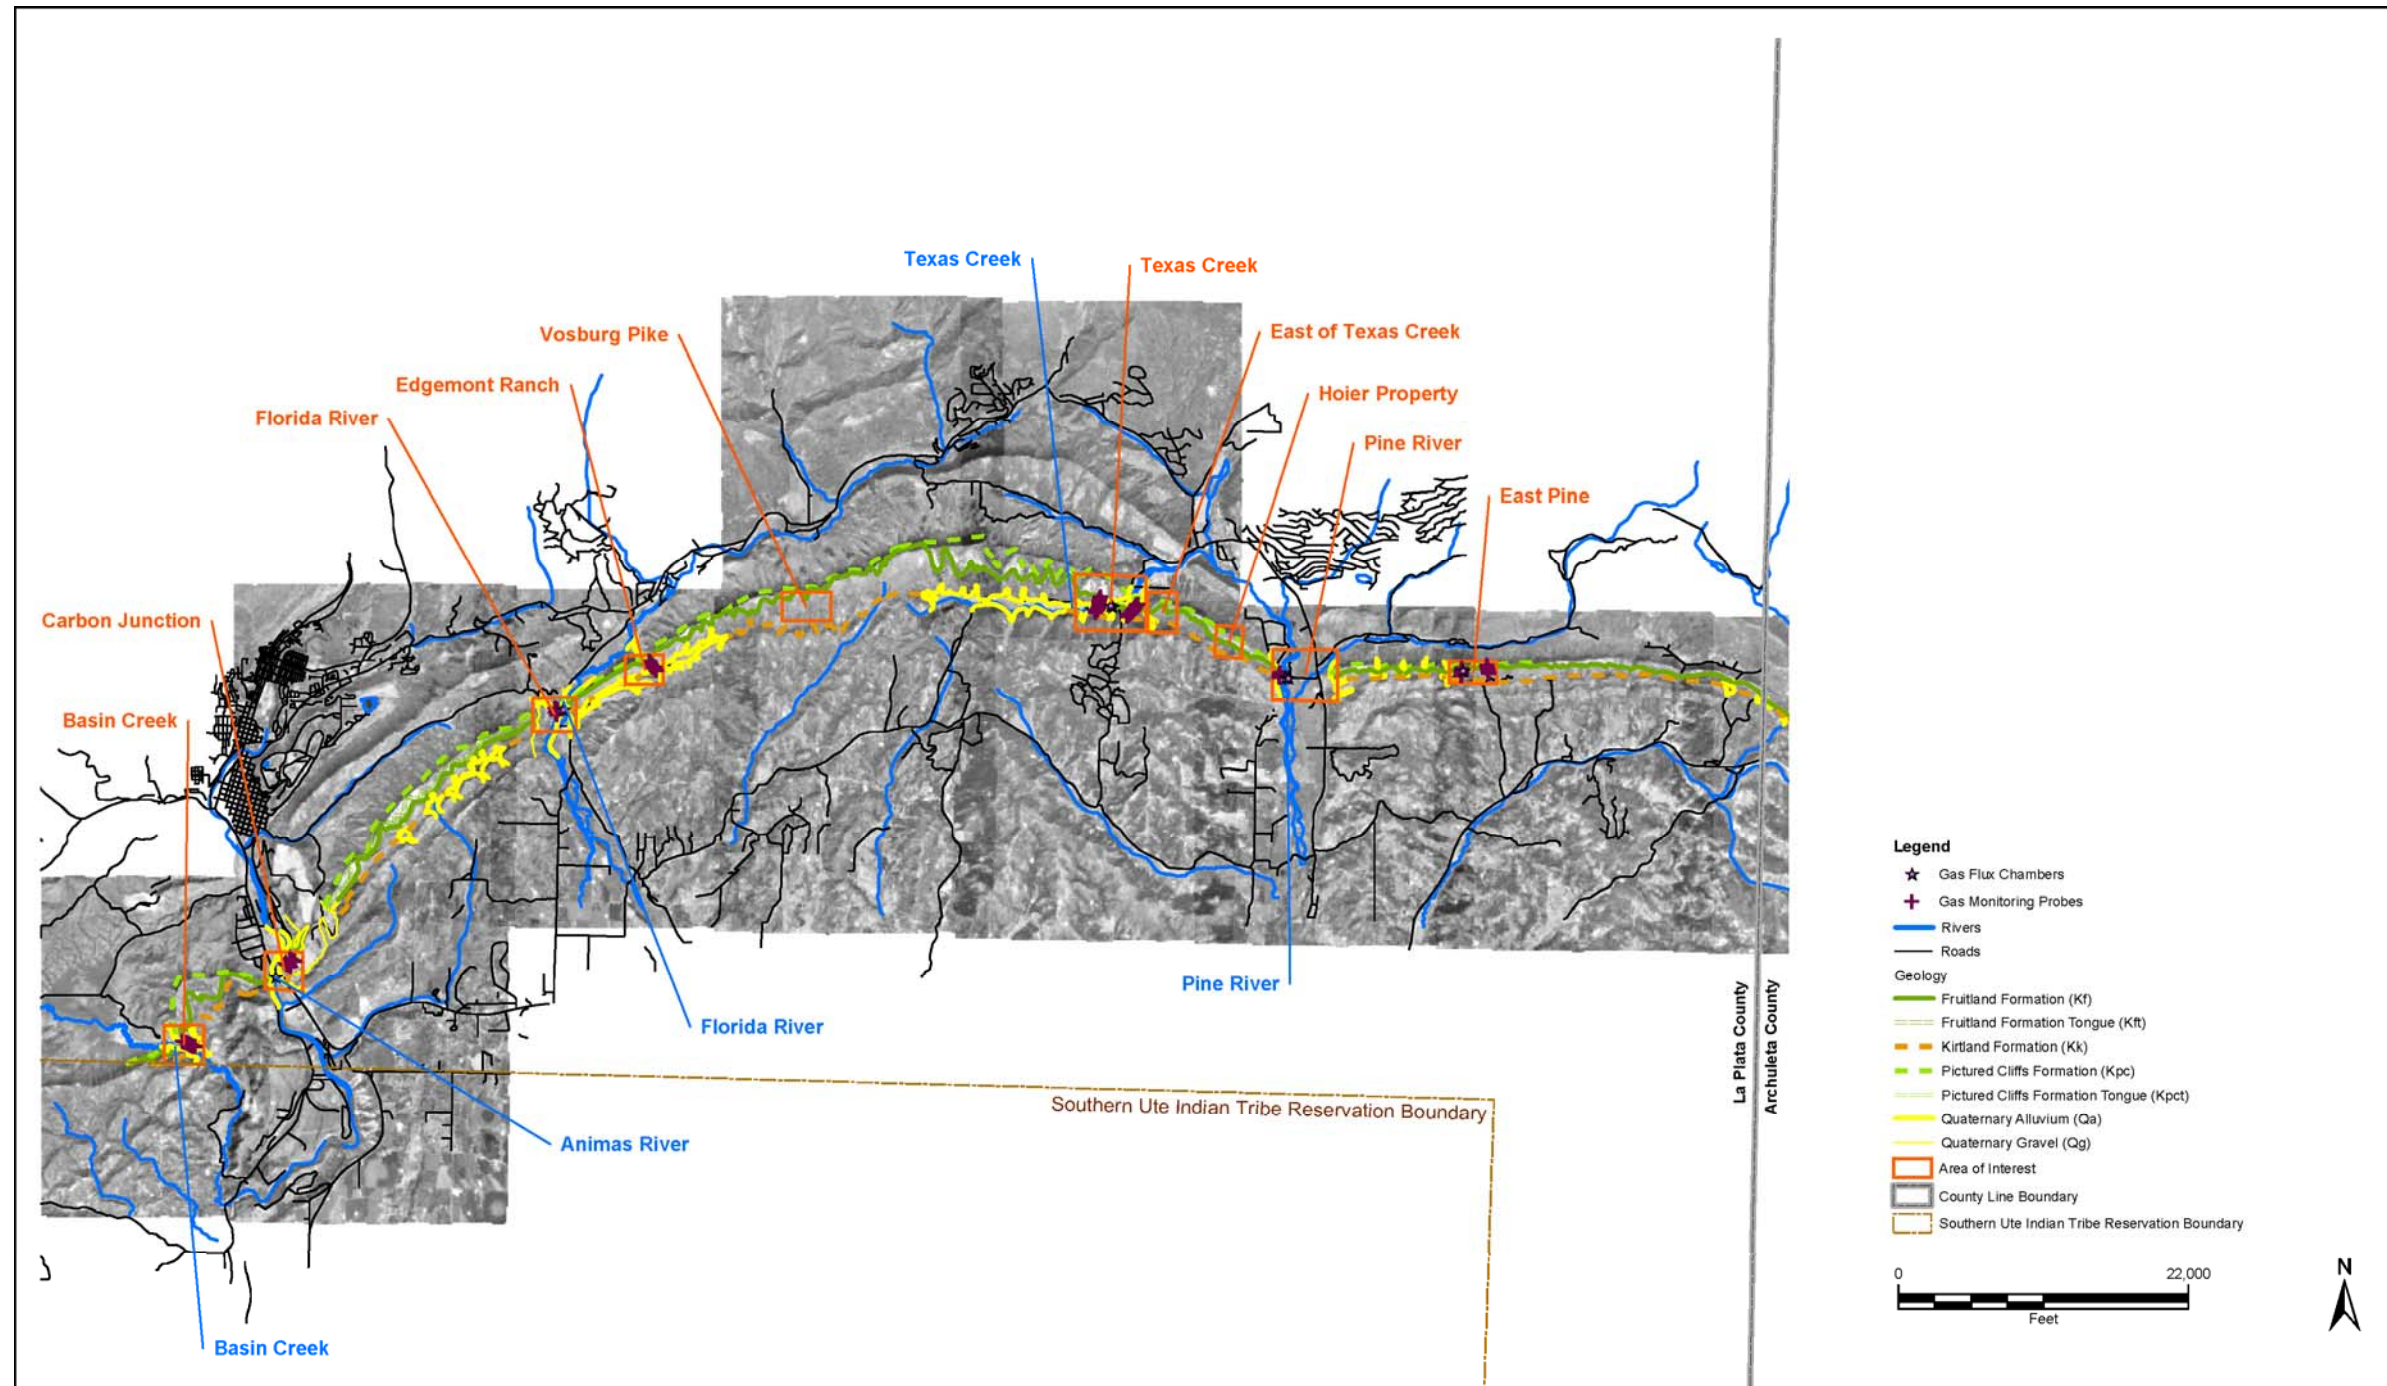 Texas Creek
Texas Creek
Vosburg Pike
East of Texas Creek
Edgemont Ranch
Hoier Property
Florida River
Pine River
East Pine
Carbon Junction
Basin Creek
Pine River
Florida River
Animas River
Basin Creek
Southern Ute Indian Tribe Reservation Boundary
La Plata County
Archuleta County
Legend
Gas Flux Chambers
Gas Monitoring Probes
Rivers
Roads
Geology
Fruitland Formation (Kf)
Fruitland Formation Tongue (Kft)
Kirtland Formation (Kk)
Pictured Cliffs Formation (Kpc)
Pictured Cliffs Formation Tongue (Kpct)
Quaternary Alluvium (Qa)
Quaternary Gravel (Qg)
Area of Interest
County Line Boundary
Southern Ute Indian Tribe Reservation Boundary
0 22,000
Feet
N